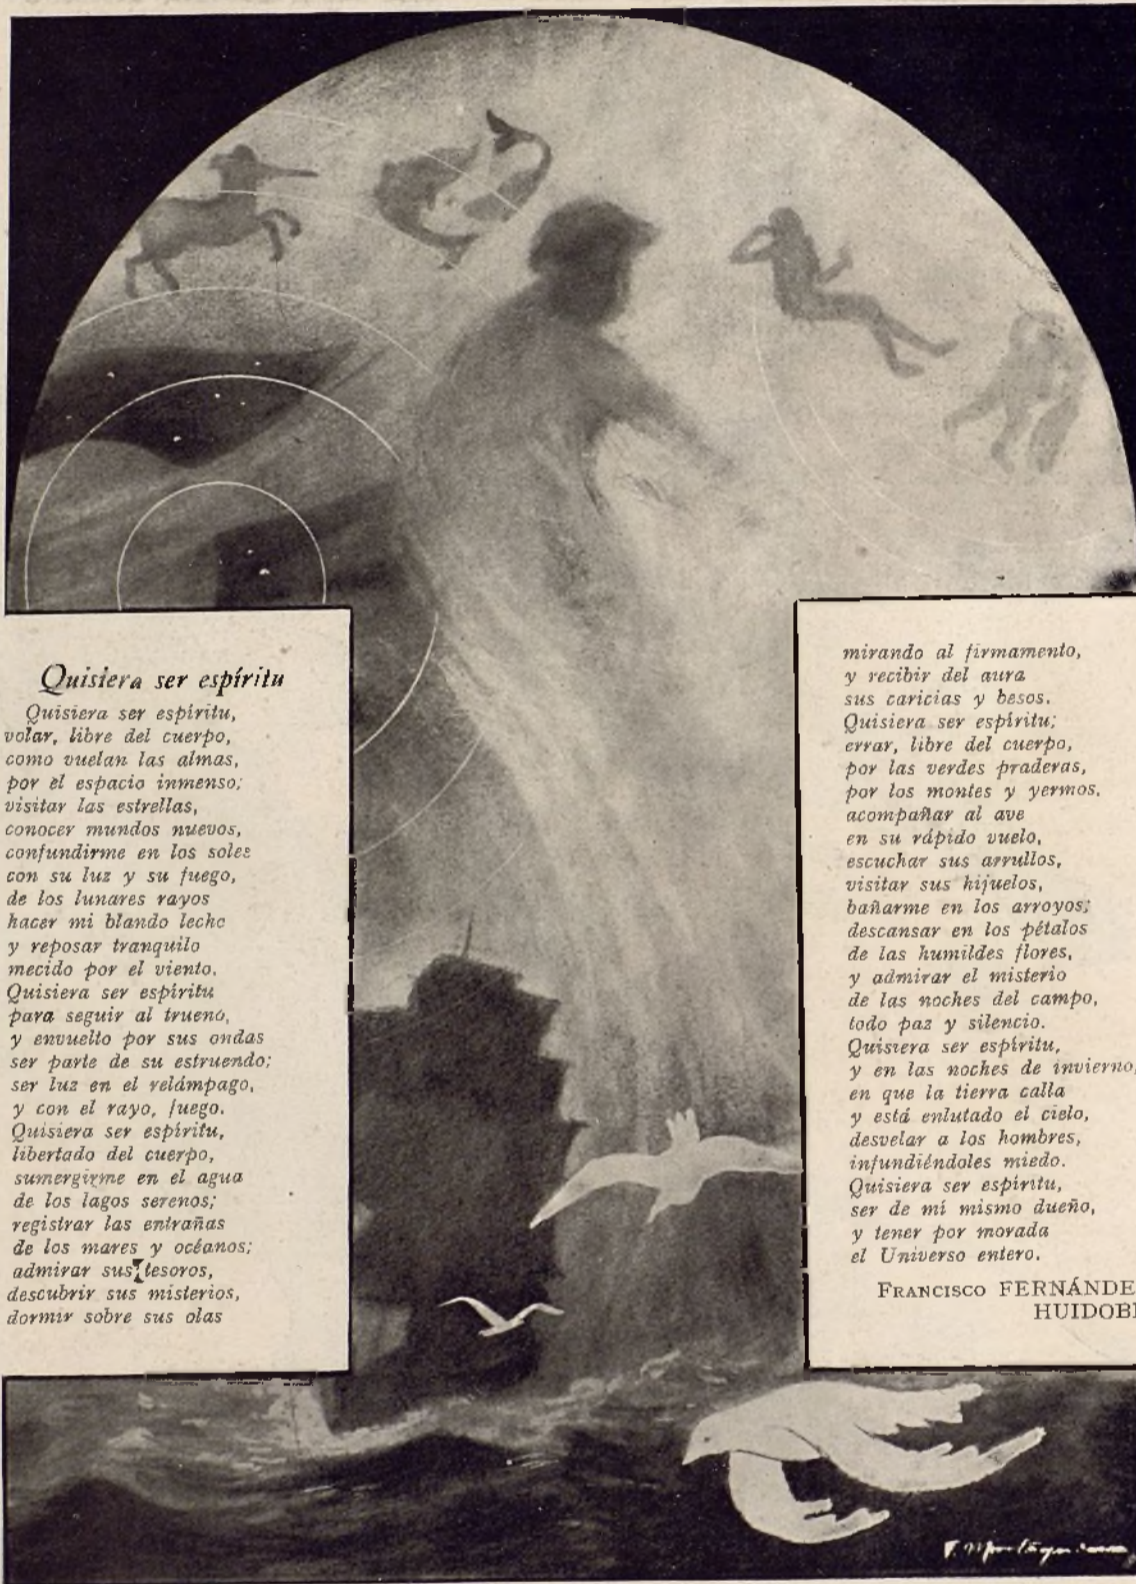 Quisiera ser espíritu
Quisiera ser espíritu,
volar, libre del cuerpo,
como vuelan las almas,
por el espacio inmenso;
visitar las estrellas,
conocer mundos nuevos,
confundirme en los soles
con su luz y su fuego,
de los lunares rayos
hacer mi blando leche
y reposar tranquilo
mecido por el viento.
Quisiera ser espíritu
para seguir al trueno,
y envuelto por sus ondas
ser parte de su estruendo;
ser luz en el relámpago,
y con el rayo, fuego.
Quisiera ser espíritu,
libertado del cuerpo,
sumergirme en el agua
de los lagos serenos;
registrar las entrañas
de los mares y océanos;
admirar sus tesoros,
descubrir sus misterios,
dormir sobre sus olas
mirando al firmamento,
y recibir del aura
sus caricias y besos.
Quisiera ser espíritu;
errar, libre del cuerpo,
por las verdes praderas,
por los montes y yermos,
acompañar al ave
en su rápido vuelo,
escuchar sus arrullos,
visitar sus hijuelos,
bañarme en los arroyos;
descansar en los pétalos
de las humildes flores,
y admirar el misterio
de las noches del campo,
todo paz y silencio.
Quisiera ser espíritu,
y en las noches de invierno,
en que la tierra calla
y está enlutado el cielo,
desvelar a los hombres,
infundiéndoles miedo.
Quisiera ser espíritu,
ser de mí mismo dueño,
y tener por morada
el Universo entero.
FRANCISCO FERNÁNDE
HUIDOB